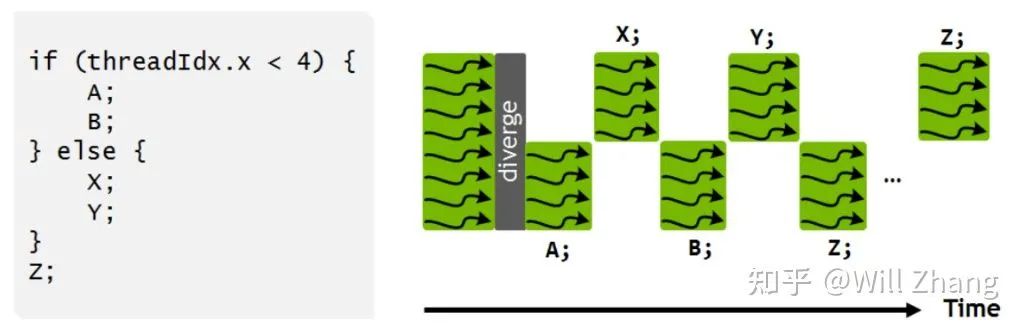 if (threadIdx.x < 4) {
    A;
    B;
} else {
    X;
    Y;
}
Z;
diverge
X;
Y;
Z;
A;
B;
Z;
...
Time
知乎 @Will Zhang